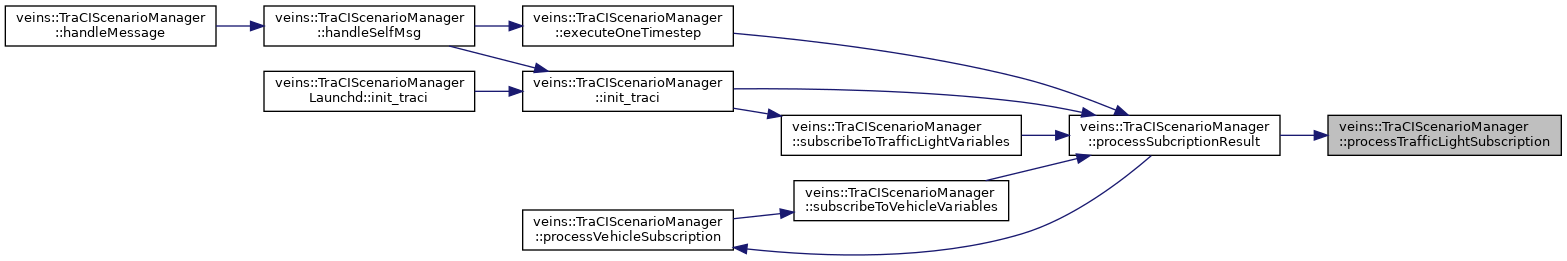 veins::TraCIScenarioManager
::handleMessage
veins::TraCIScenarioManager
::handleSelfMsg
veins::TraCIScenarioManager
::executeOneTimestep
veins::TraCIScenarioManager
Launchd::init_traci
veins::TraCIScenarioManager
::init_traci
veins::TraCIScenarioManager
::subscribeToTrafficLightVariables
veins::TraCIScenarioManager
::processSubcriptionResult
veins::TraCIScenarioManager
::processTrafficLightSubscription
veins::TraCIScenarioManager
::subscribeToVehicleVariables
veins::TraCIScenarioManager
::processVehicleSubscription